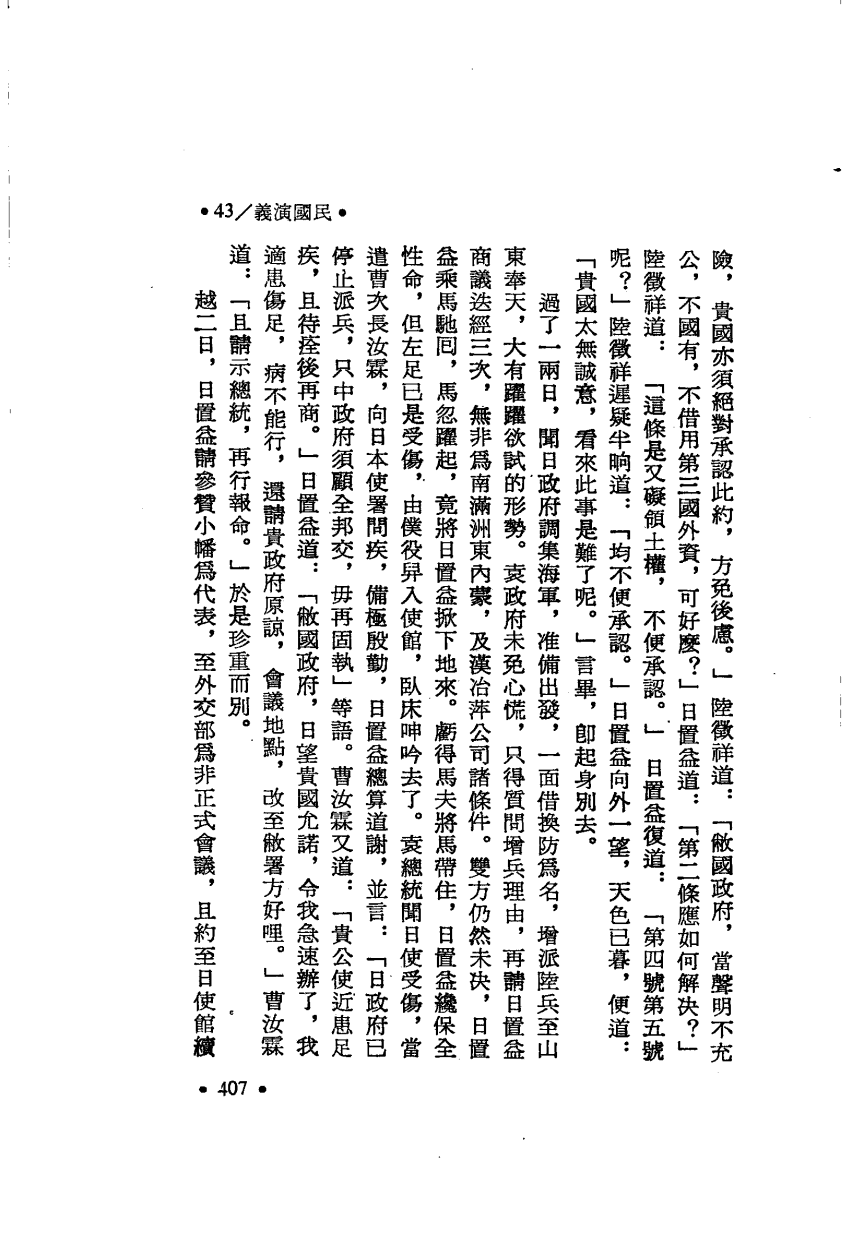 •43／義演國民•
險，貴國亦須絕對承認此約，方免後慮。」陸徵祥道：「敝國政府，當聲明不充
公，不國有，不借用第三國外資，可好麼？」日置益道：「第二條應如何解決？」
陸徵祥道：「這條是又礙領土權，不便承認。」日置益復道：「第四號第五號
呢？」陸徵祥遲疑半晌道：「均不便承認。」日置益向外一望，天色已暮，便道：
「貴國太無誠意，看來此事是難了呢。」言畢，卽起身別去。
過了一兩日，聞日政府調集海軍，准備出發，一面借換防爲名，增派陸兵至山
東奉天，大有躍躍欲試的形勢。袁政府未免心慌，只得質問增兵理由，再請日置益
商議迭經三次，無非爲南滿洲東內蒙，及漢冶萍公司諸條件。雙方仍然未決，日置
益乘馬馳回，馬忽躍起，竟將日置益掀下地來。虧得馬夫將馬帶住，日置益纔保全
性命，但左足已是受傷，由僕役舁入使館，臥床呻吟去了。袁總統聞日使受傷，當
遣曹次長汝霖，向日本使署問疾，備極殷勤，日置益總算道謝，並言：「日政府已
停止派兵，只中政府須顧全邦交，毋再固執」等語。曹汝霖又道：「貴公使近患足
疾，且待痊後再商。」日置益道：「敝國政府，日望貴國允諾，令我急速辦了，我
適患傷足，病不能行，還請貴政府原諒，會議地點，改至敝署方好哩。」曹汝霖
道：「且請示總統，再行報命。」於是珍重而別。
越二日，日置益請參贊小幡爲代表，至外交部爲非正式會議，且約至日使館續
•407•